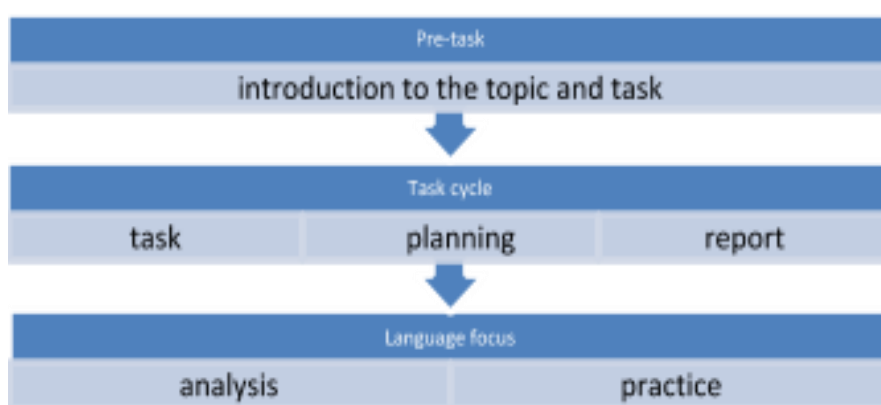 Pre-task
introduction to the topic and task
Task cycle
task planning report
Language focus
analysis practice